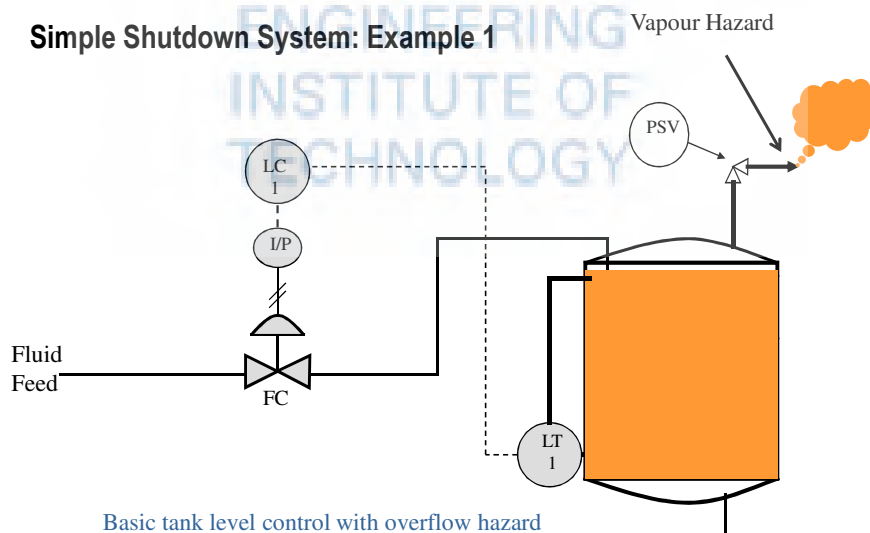 ENGINEERING
INSTITUTE OF
TECHNOLOGY
Simple Shutdown System: Example 1
Vapour Hazard
PSV
LC
1
I/P
Fluid
Feed
FC
LT
1
Basic tank level control with overflow hazard